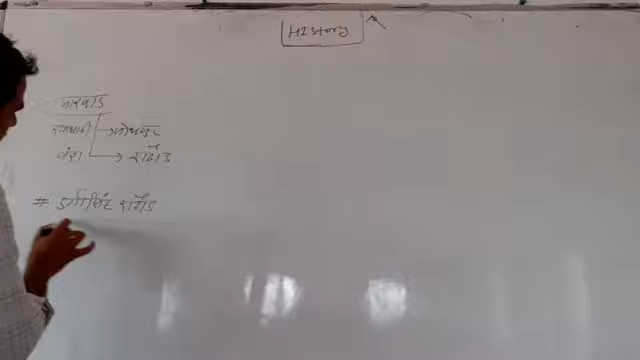 HIstory
मारवाड
राजधानी → जोधपुर
वंश → राठौड
# दुर्गासिंह राठौड